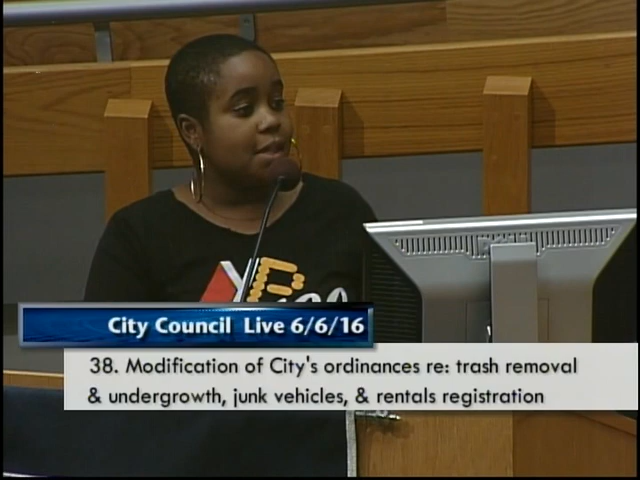 City Council Live 6/6/16
38. Modification of City's ordinances re: trash removal
& undergrowth, junk vehicles, & rentals registration